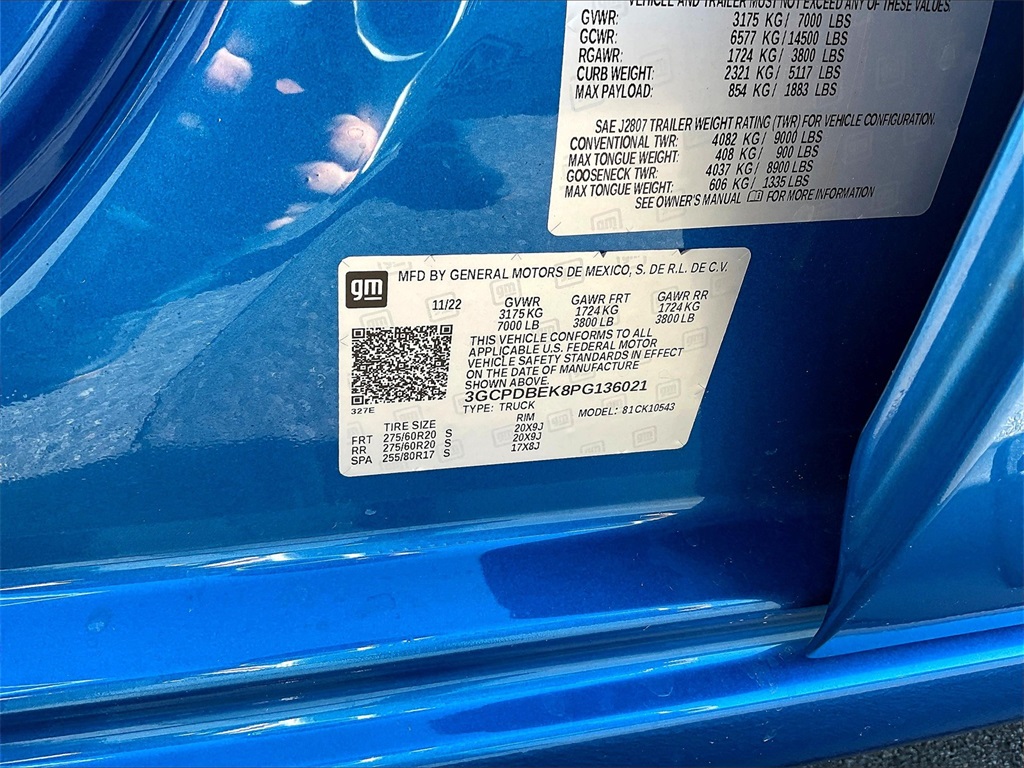 VEHICLE AND TRAILER MUST NOT EXCEED ANY OF THESE VALUES.
GVWR: 3175 KG/ 7000 LBS
GCWR: 6577 KG/14500 LBS
RGAWR: 1724 KG/ 3800 LBS
CURB WEIGHT: 2321 KG/ 5117 LBS
MAX PAYLOAD: 854 KG/ 1883 LBS
SAE J2807 TRAILER WEIGHT RATING (TWR) FOR VEHICLE CONFIGURATION.
CONVENTIONAL TWR: 4082 KG/ 9000 LBS
MAX TONGUE WEIGHT: 408 KG/ 900 LBS
GOOSENECK TWR: 4037 KG/ 8900 LBS
MAX TONGUE WEIGHT: 606 KG/ 1335 LBS
SEE OWNER'S MANUAL FOR MORE INFORMATION
gm MFD BY GENERAL MOTORS DE MEXICO, S. DE R.L. DE C.V.
11/22 GVWR GAWR FRT GAWR RR
3175 KG 1724 KG 1724 KG
7000 LB 3800 LB 3800 LB
THIS VEHICLE CONFORMS TO ALL
APPLICABLE U.S. FEDERAL MOTOR
VEHICLE SAFETY STANDARDS IN EFFECT
ON THE DATE OF MANUFACTURE
SHOWN ABOVE.
3GCPDBEK8PG136021
327E
TYPE: TRUCK MODEL: 81CK10543
TIRE SIZE RIM
FRT 275/60R20 S 20X9J
RR 275/60R20 S 20X9J
SPA 255/80R17 S 17X8J